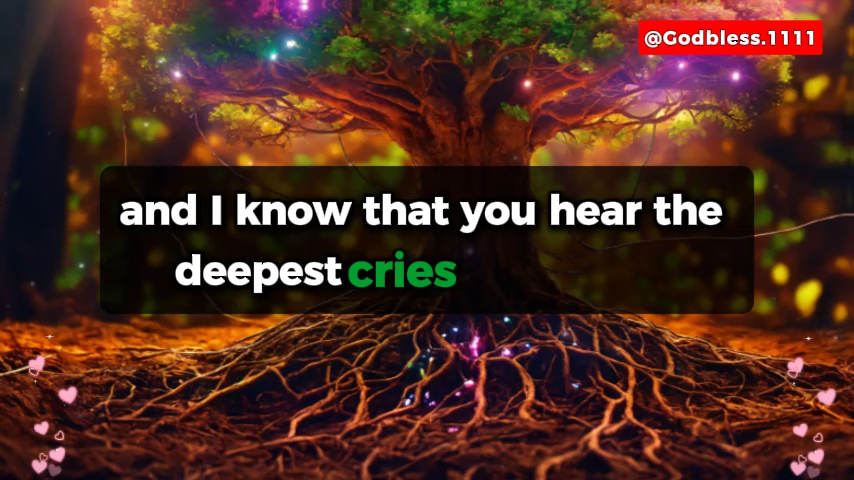 @Godbless.1111
and I know that you hear the
deepest cries